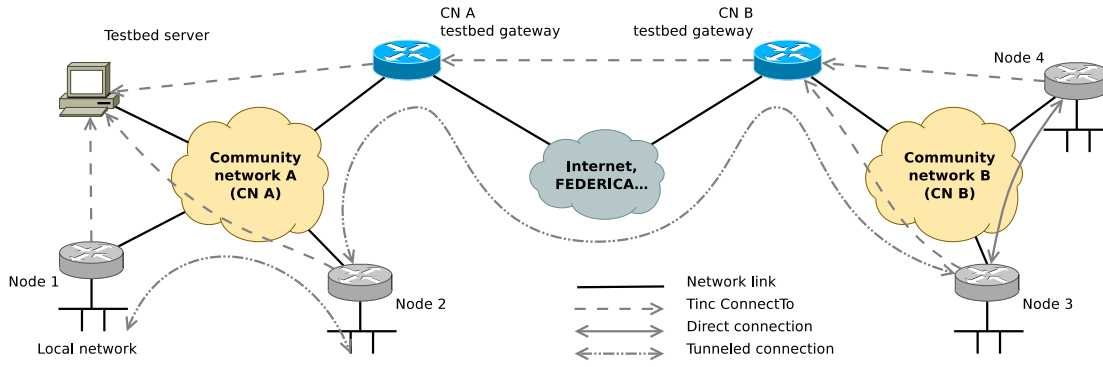 CN A
testbed gateway
CN B
testbed gateway
Testbed server
Node 4
Community
network A
(CN A)
Internet,
FEDERICA...
Community
network B
(CN B)
Node 1
Node 2
Node 3
Local network
Network link
Tinc ConnectTo
Direct connection
Tunneled connection